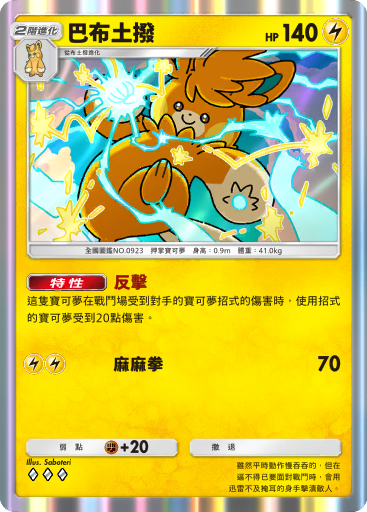 2階進化
巴布土撥
HP 140
從布土撥進化
全國圖鑑NO.0923 押掌寶可夢 身高:0.9m 體重:41.0kg
特性 反擊
這隻寶可夢在戰鬥場受到對手的寶可夢招式的傷害時,使用招式
的寶可夢受到20點傷害。
麻麻拳 70
弱點 +20 撤退
Illus. Saboteri
雖然平時動作慢吞吞的,但在
逼不得已要面對戰鬥時,會用
迅雷不及掩耳的身手擊潰敵人。